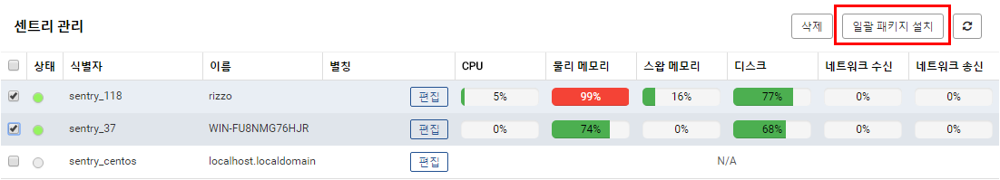 센트리 관리
삭제 일괄 패키지 설치
상태 식별자 이름 별칭 CPU 물리 메모리 스왑 메모리 디스크 네트워크 수신 네트워크 송신
sentry_118 rizzo 편집 5% 99% 16% 77% 0% 0%
sentry_37 WIN-FU8NMG76HJR 편집 0% 74% 0% 68% 0% 0%
sentry_centos localhost.localdomain 편집 N/A